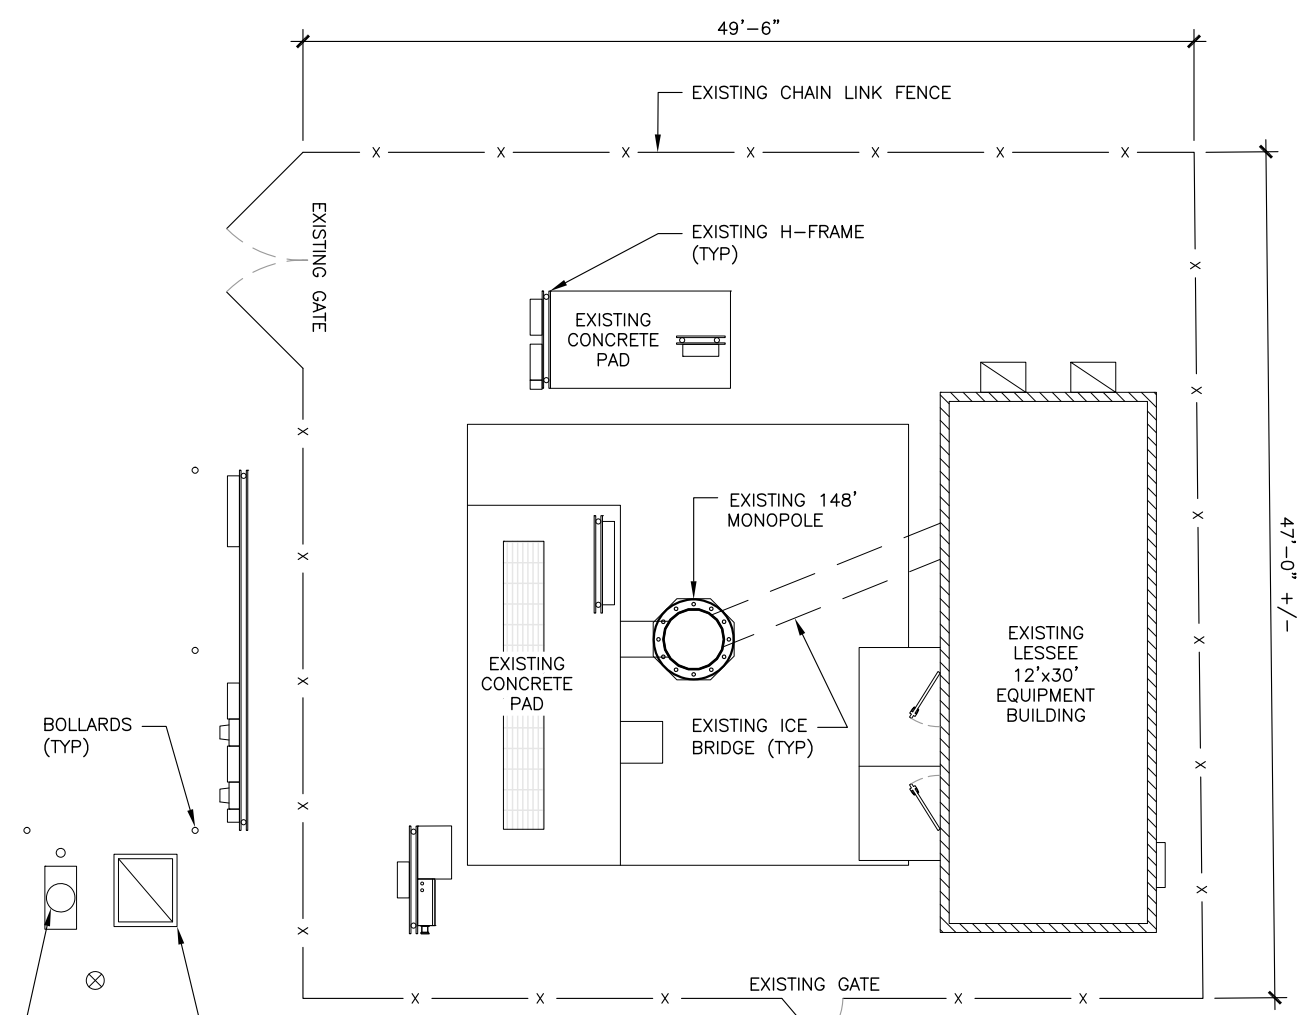 49'-6"
EXISTING CHAIN LINK FENCE
EXISTING GATE
EXISTING H-FRAME
(TYP)
EXISTING
CONCRETE
PAD
EXISTING 148'
MONOPOLE
47'-0" +/-
EXISTING
LESSEE
12'x30'
EQUIPMENT
BUILDING
EXISTING
CONCRETE
PAD
BOLLARDS
(TYP)
EXISTING ICE
BRIDGE (TYP)
EXISTING GATE